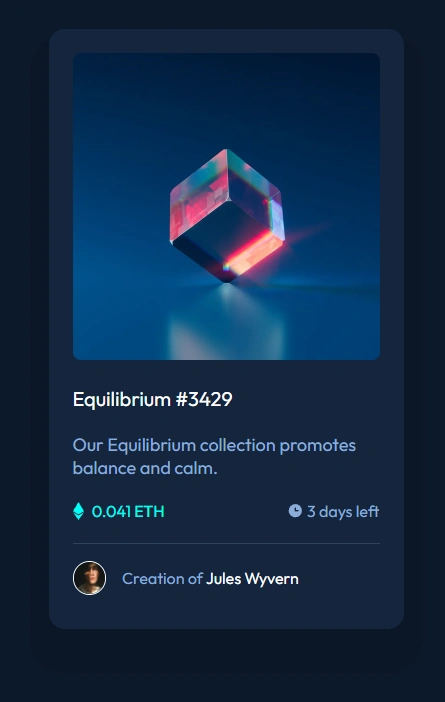 Equilibrium #3429
Our Equilibrium collection promotes
balance and calm.
0.041 ETH
3 days left
Creation of Jules Wyvern